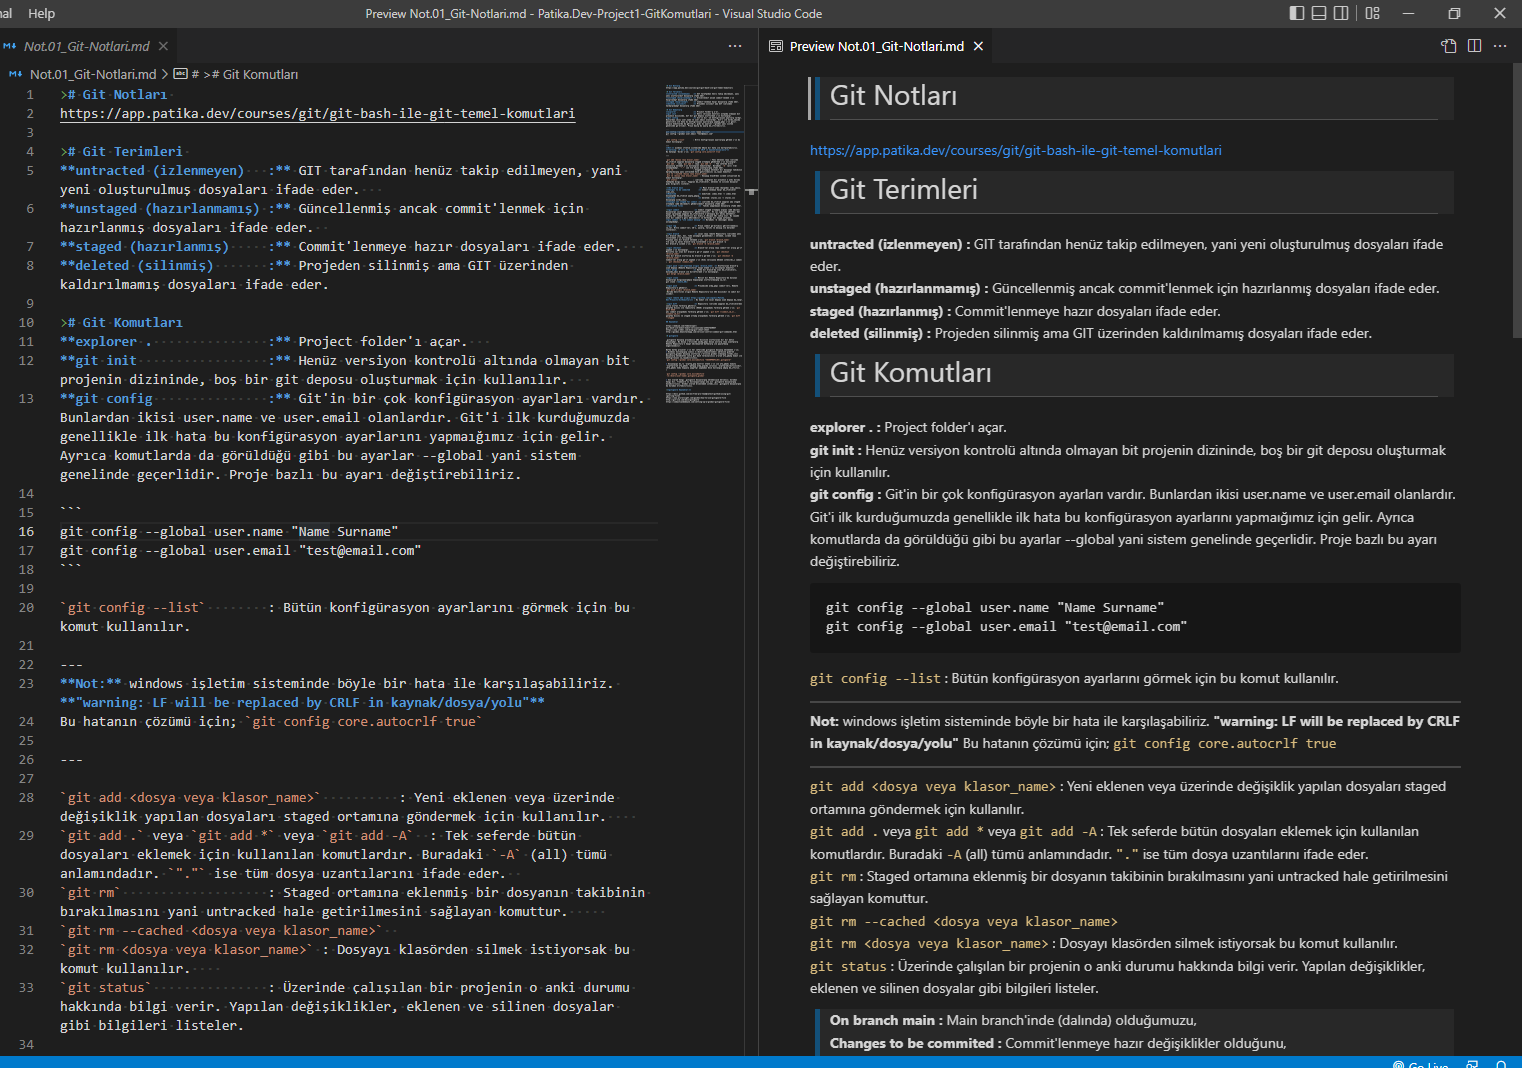 nal Help
Preview Not.01_Git-Notlari.md - Patika.Dev-Project1-GitKomutlari - Visual Studio Code
Not.01_Git-Notlari.md
Not.01_Git-Notlari.md > # ># Git Komutları
1 ># Git Notları
2 https://app.patika.dev/courses/git/git-bash-ile-git-temel-komutlari
3
4 ># Git Terimleri
5 **untracted (izlenmeyen) :** GIT tarafından henüz takip edilmeyen, yani
yeni oluşturulmuş dosyaları ifade eder.
6 **unstaged (hazırlanmamış) :** Güncellenmiş ancak commit'lenmek için
hazırlanmış dosyaları ifade eder.
7 **staged (hazırlanmış) :** Commit'lenmeye hazır dosyaları ifade eder.
8 **deleted (silinmiş) :** Projeden silinmiş ama GIT üzerinden
kaldırılmamış dosyaları ifade eder.
9
10 ># Git Komutları
11 **explorer . :** Project folder'ı açar.
12 **git init :** Henüz versiyon kontrolü altında olmayan bit
projenin dizininde, boş bir git deposu oluşturmak için kullanılır.
13 **git config :** Git'in bir çok konfigürasyon ayarları vardır.
Bunlardan ikisi user.name ve user.email olanlardır. Git'i ilk kurduğumuzda
genellikle ilk hata bu konfigürasyon ayarlarını yapmaığımız için gelir.
Ayrıca komutlarda da görüldüğü gibi bu ayarlar --global yani sistem
genelinde geçerlidir. Proje bazlı bu ayarı değiştirebiliriz.
14
15 ```
16 git config --global user.name "Name Surname"
17 git config --global user.email "test@email.com"
18 ```
19
20 `git config --list` : Bütün konfigürasyon ayarlarını görmek için bu
komut kullanılır.
21
22 ---
23 **Not:** windows işletim sisteminde böyle bir hata ile karşılaşabiliriz.
**"warning: LF will be replaced by CRLF in kaynak/dosya/yolu"**
24 Bu hatanın çözümü için; `git config core.autocrlf true`
25
26 ---
27
28 `git add <dosya veya klasor_name>` : Yeni eklenen veya üzerinde
değişiklik yapılan dosyaları staged ortamına göndermek için kullanılır.
29 `git add .` veya `git add *` veya `git add -A` : Tek seferde bütün
dosyaları eklemek için kullanılan komutlardır. Buradaki `-A` (all) tümü
anlamındadır. `"."` ise tüm dosya uzantılarını ifade eder.
30 `git rm` : Staged ortamına eklenmiş bir dosyanın takibinin
bırakılmasını yani untracked hale getirilmesini sağlayan komuttur.
31 `git rm --cached <dosya veya klasor_name>`
32 `git rm <dosya veya klasor_name>` : Dosyayı klasörden silmek istiyorsak bu
komut kullanılır.
33 `git status` : Üzerinde çalışılan bir projenin o anki durumu
hakkında bilgi verir. Yapılan değişiklikler, eklenen ve silinen dosyalar
gibi bilgileri listeler.
34
Preview Not.01_Git-Notlari.md
Git Notları
https://app.patika.dev/courses/git/git-bash-ile-git-temel-komutlari
Git Terimleri
untracted (izlenmeyen) : GIT tarafından henüz takip edilmeyen, yani yeni oluşturulmuş dosyaları ifade
eder.
unstaged (hazırlanmamış) : Güncellenmiş ancak commit'lenmek için hazırlanmış dosyaları ifade eder.
staged (hazırlanmış) : Commit'lenmeye hazır dosyaları ifade eder.
deleted (silinmiş) : Projeden silinmiş ama GIT üzerinden kaldırılmamış dosyaları ifade eder.
Git Komutları
explorer . : Project folder'ı açar.
git init : Henüz versiyon kontrolü altında olmayan bit projenin dizininde, boş bir git deposu oluşturmak
için kullanılır.
git config : Git'in bir çok konfigürasyon ayarları vardır. Bunlardan ikisi user.name ve user.email olanlardır.
Git'i ilk kurduğumuzda genellikle ilk hata bu konfigürasyon ayarlarını yapmaığımız için gelir. Ayrıca
komutlarda da görüldüğü gibi bu ayarlar --global yani sistem genelinde geçerlidir. Proje bazlı bu ayarı
değiştirebiliriz.
git config --global user.name "Name Surname"
git config --global user.email "test@email.com"
git config --list : Bütün konfigürasyon ayarlarını görmek için bu komut kullanılır.
Not: windows işletim sisteminde böyle bir hata ile karşılaşabiliriz. "warning: LF will be replaced by CRLF
in kaynak/dosya/yolu" Bu hatanın çözümü için; git config core.autocrlf true
git add <dosya veya klasor_name> : Yeni eklenen veya üzerinde değişiklik yapılan dosyaları staged
ortamına göndermek için kullanılır.
git add . veya git add * veya git add -A : Tek seferde bütün dosyaları eklemek için kullanılan
komutlardır. Buradaki -A (all) tümü anlamındadır. "." ise tüm dosya uzantılarını ifade eder.
git rm : Staged ortamına eklenmiş bir dosyanın takibinin bırakılmasını yani untracked hale getirilmesini
sağlayan komuttur.
git rm --cached <dosya veya klasor_name>
git rm <dosya veya klasor_name> : Dosyayı klasörden silmek istiyorsak bu komut kullanılır.
git status : Üzerinde çalışılan bir projenin o anki durumu hakkında bilgi verir. Yapılan değişiklikler,
eklenen ve silinen dosyalar gibi bilgileri listeler.
On branch main : Main branch'inde (dalında) olduğumuzu,
Changes to be commited : Commit'lenmeye hazır değişiklikler olduğunu,
Go Live